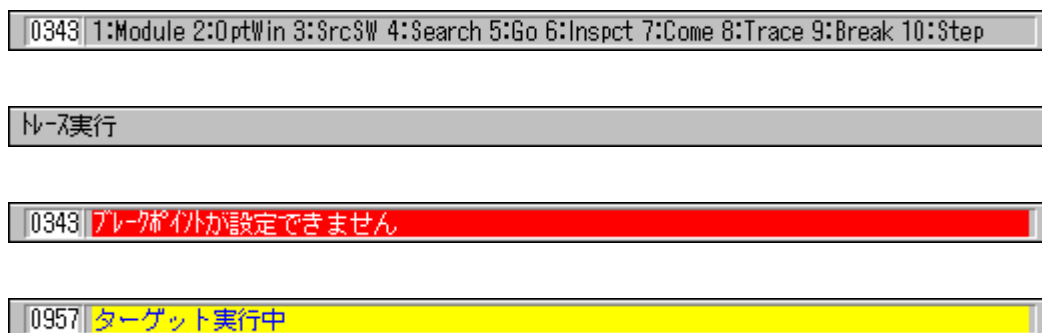 0343 1:Module 2:OptWin 3:SrcSW 4:Search 5:Go 6:Inspct 7:Come 8:Trace 9:Break 10:Step
ﾄﾚｰｽ実行
0343 ﾌﾞﾚｰｸﾎﾟｲﾝﾄが設定できません
0957 ターゲット実行中